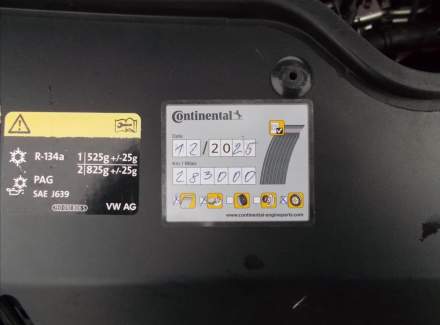 R-134a 1 525g +/-25g
2 825g +/-25g
PAG
SAE J639
VW AG
Continental
Date
12/2025
Km / Miles
283000
www.continental-engineparts.com